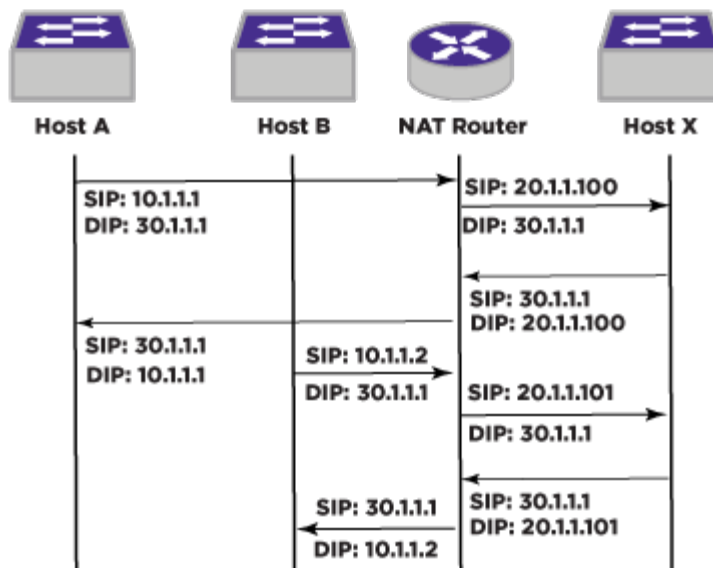 Host A
Host B
NAT Router
Host X
SIP: 10.1.1.1
DIP: 30.1.1.1
SIP: 20.1.1.100
DIP: 30.1.1.1
SIP: 30.1.1.1
DIP: 20.1.1.100
SIP: 30.1.1.1
DIP: 10.1.1.1
SIP: 10.1.1.2
DIP: 30.1.1.1
SIP: 20.1.1.101
DIP: 30.1.1.1
SIP: 30.1.1.1
DIP: 20.1.1.101
SIP: 30.1.1.1
DIP: 10.1.1.2